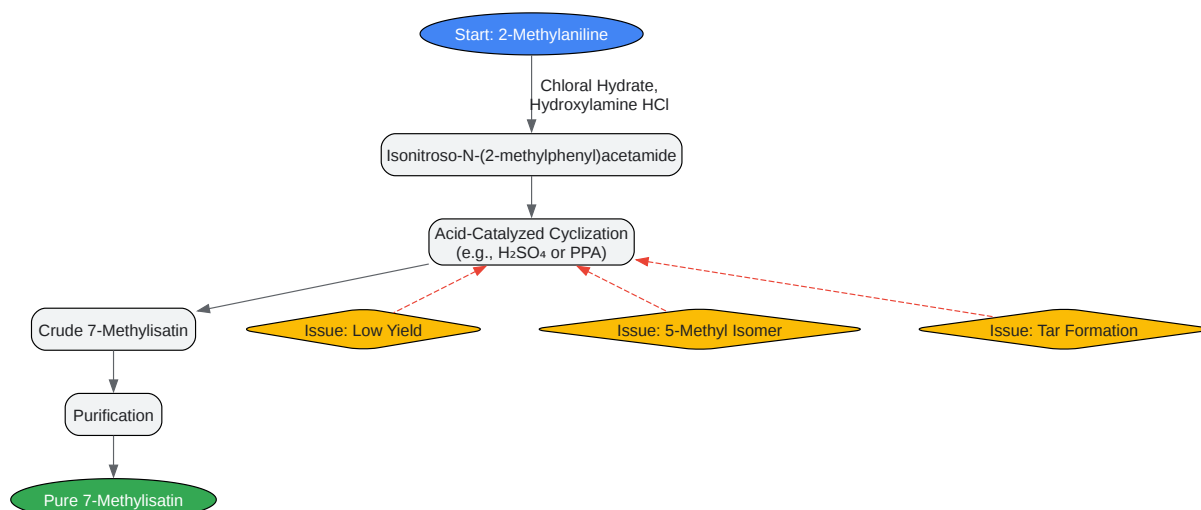 Start: 2-Methylaniline
Chloral Hydrate,
Hydroxylamine HCl
Isonitroso-N-(2-methylphenyl)acetamide
Acid-Catalyzed Cyclization
(e.g., H₂SO₄ or PPA)
Crude 7-Methylisatin
Issue: Low Yield
Issue: 5-Methyl Isomer
Issue: Tar Formation
Purification
Pure 7-Methylisatin